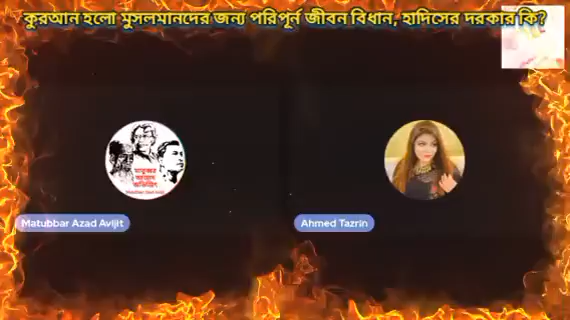 কুরআন হলো মুসলমানদের জন্য পরিপূর্ন জীবন বিধান, হাদিসের দরকার কি?
Matubbar Azad Avijit
Ahmed Tazrin